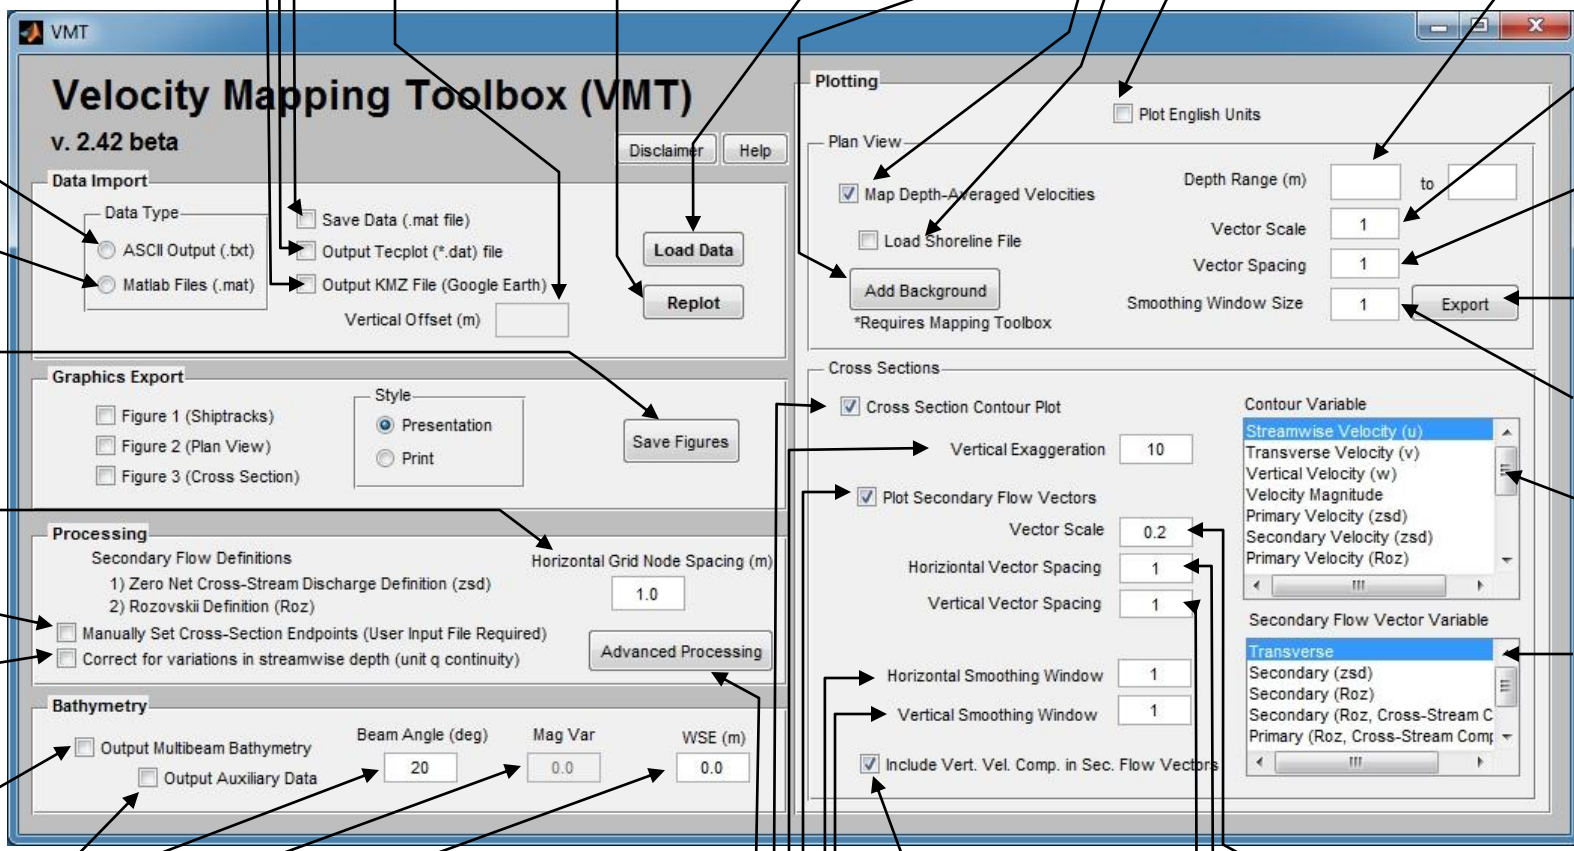 VMT
Velocity Mapping Toolbox (VMT)
v. 2.42 beta
Disclaimer
Help
Data Import
Data Type
ASCII Output (.txt)
Matlab Files (.mat)
Save Data (.mat file)
Output Tecplot (*.dat) file
Output KMZ File (Google Earth)
Vertical Offset (m)
Load Data
Replot
Graphics Export
Figure 1 (Shiptracks)
Figure 2 (Plan View)
Figure 3 (Cross Section)
Style
Presentation
Print
Save Figures
Processing
Secondary Flow Definitions
1) Zero Net Cross-Stream Discharge Definition (zsd)
2) Rozovskii Definition (Roz)
Horizontal Grid Node Spacing (m)
1.0
Manually Set Cross-Section Endpoints (User Input File Required)
Correct for variations in streamwise depth (unit q continuity)
Advanced Processing
Bathymetry
Output Multibeam Bathymetry
Output Auxiliary Data
Beam Angle (deg)
20
Mag Var
0.0
WSE (m)
0.0
Plotting
Plot English Units
Plan View
Map Depth-Averaged Velocities
Load Shoreline File
Add Background
*Requires Mapping Toolbox
Depth Range (m)
to
Vector Scale
1
Vector Spacing
1
Smoothing Window Size
1
Export
Cross Sections
Cross Section Contour Plot
Vertical Exaggeration
10
Plot Secondary Flow Vectors
Vector Scale
0.2
Horiziontal Vector Spacing
1
Vertical Vector Spacing
1
Horizontal Smoothing Window
1
Vertical Smoothing Window
1
Include Vert. Vel. Comp. in Sec. Flow Vectors
Contour Variable
Streamwise Velocity (u)
Transverse Velocity (v)
Vertical Velocity (w)
Velocity Magnitude
Primary Velocity (zsd)
Secondary Velocity (zsd)
Primary Velocity (Roz)
Secondary Flow Vector Variable
Transverse
Secondary (zsd)
Secondary (Roz)
Secondary (Roz, Cross-Stream C
Primary (Roz, Cross-Stream Comp